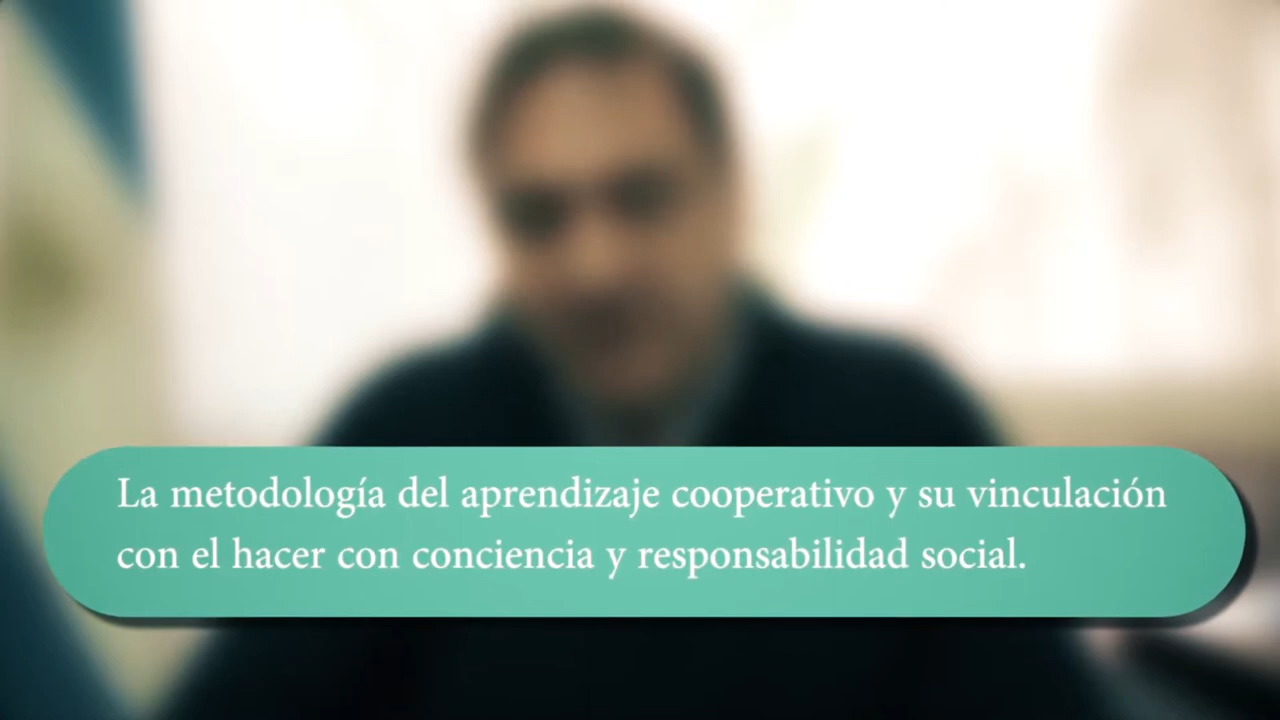 La metodología del aprendizaje cooperativo y su vinculación
con el hacer con conciencia y responsabilidad social.